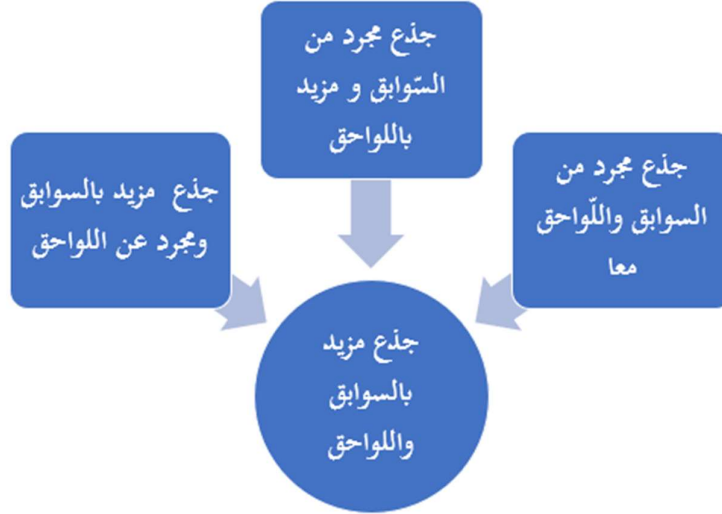 جذع مجرد من
السّوابق و مزيد
باللواحق
جذع مجرد من
السوابق واللّواحق
معا
جذع مزيد بالسوابق
ومجرد عن اللواحق
جذع مزيد
بالسوابق
واللواحق